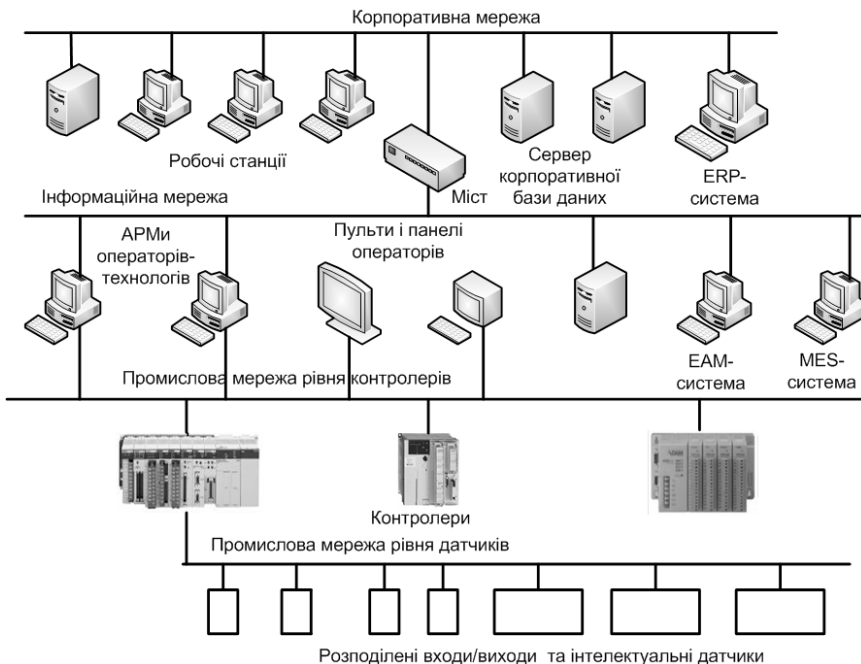 Корпоративна мережа
Робочі станції
Міст
Сервер
корпоративної
бази даних
ERP-
система
Інформаційна мережа
АРМи
операторів-
технологів
Пульти і панелі
операторів
EAM-
система
MES-
система
Промислова мережа рівня контролерів
Контролери
Промислова мережа рівня датчиків
Розподілені входи/виходи та інтелектуальні датчики